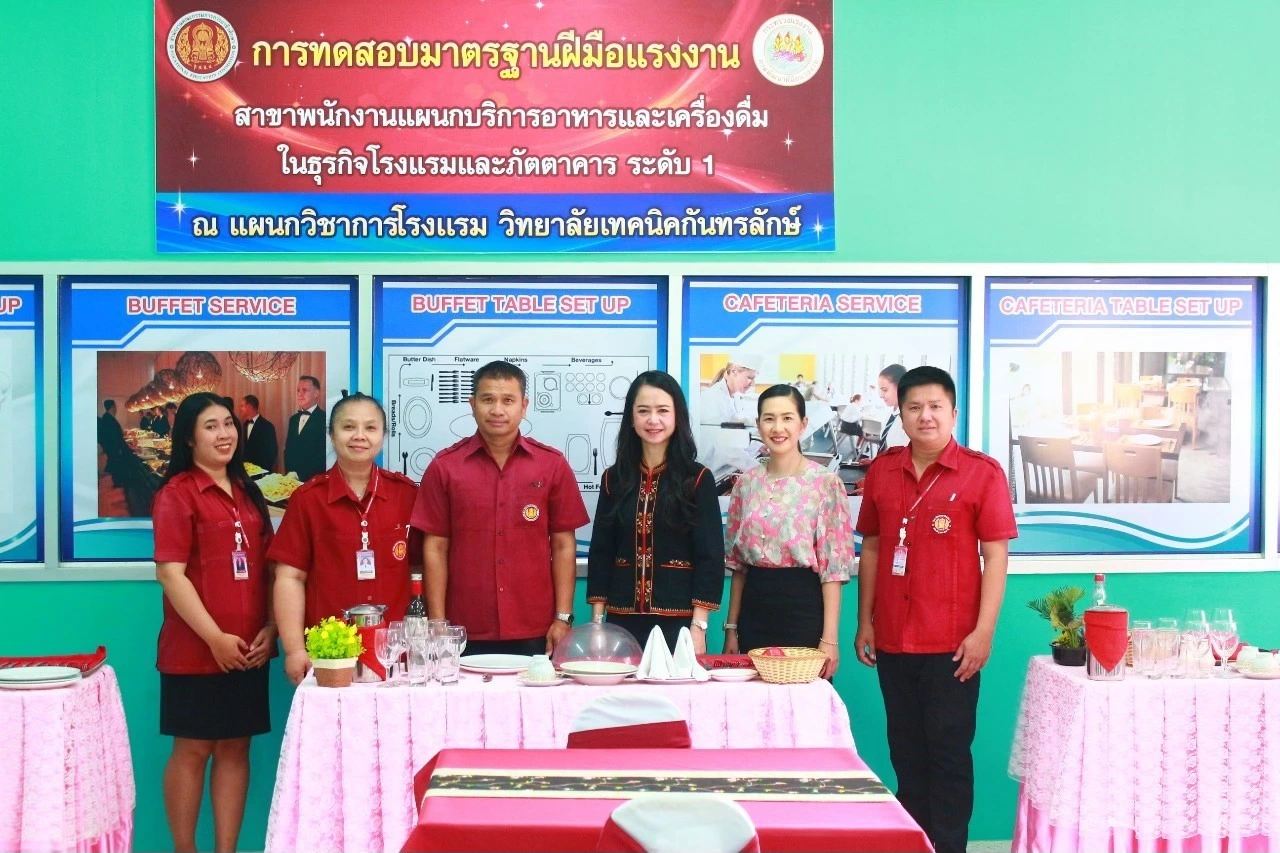 การทดสอบมาตรฐานฝีมือแรงงาน
สาขาพนักงานแผนกบริการอาหารและเครื่องดื่ม
ในธุรกิจโรงแรมและภัตตาคาร ระดับ 1
ณ แผนกวิชาการโรงแรม วิทยาลัยเทคนิคกันทรลักษ์
UP
BUFFET SERVICE
BUFFET TABLE SET UP
CAFETERIA SERVICE
CAFETERIA TABLE SET UP
Butter Dish Flatware Napkins Beverages
Breads/Rolls